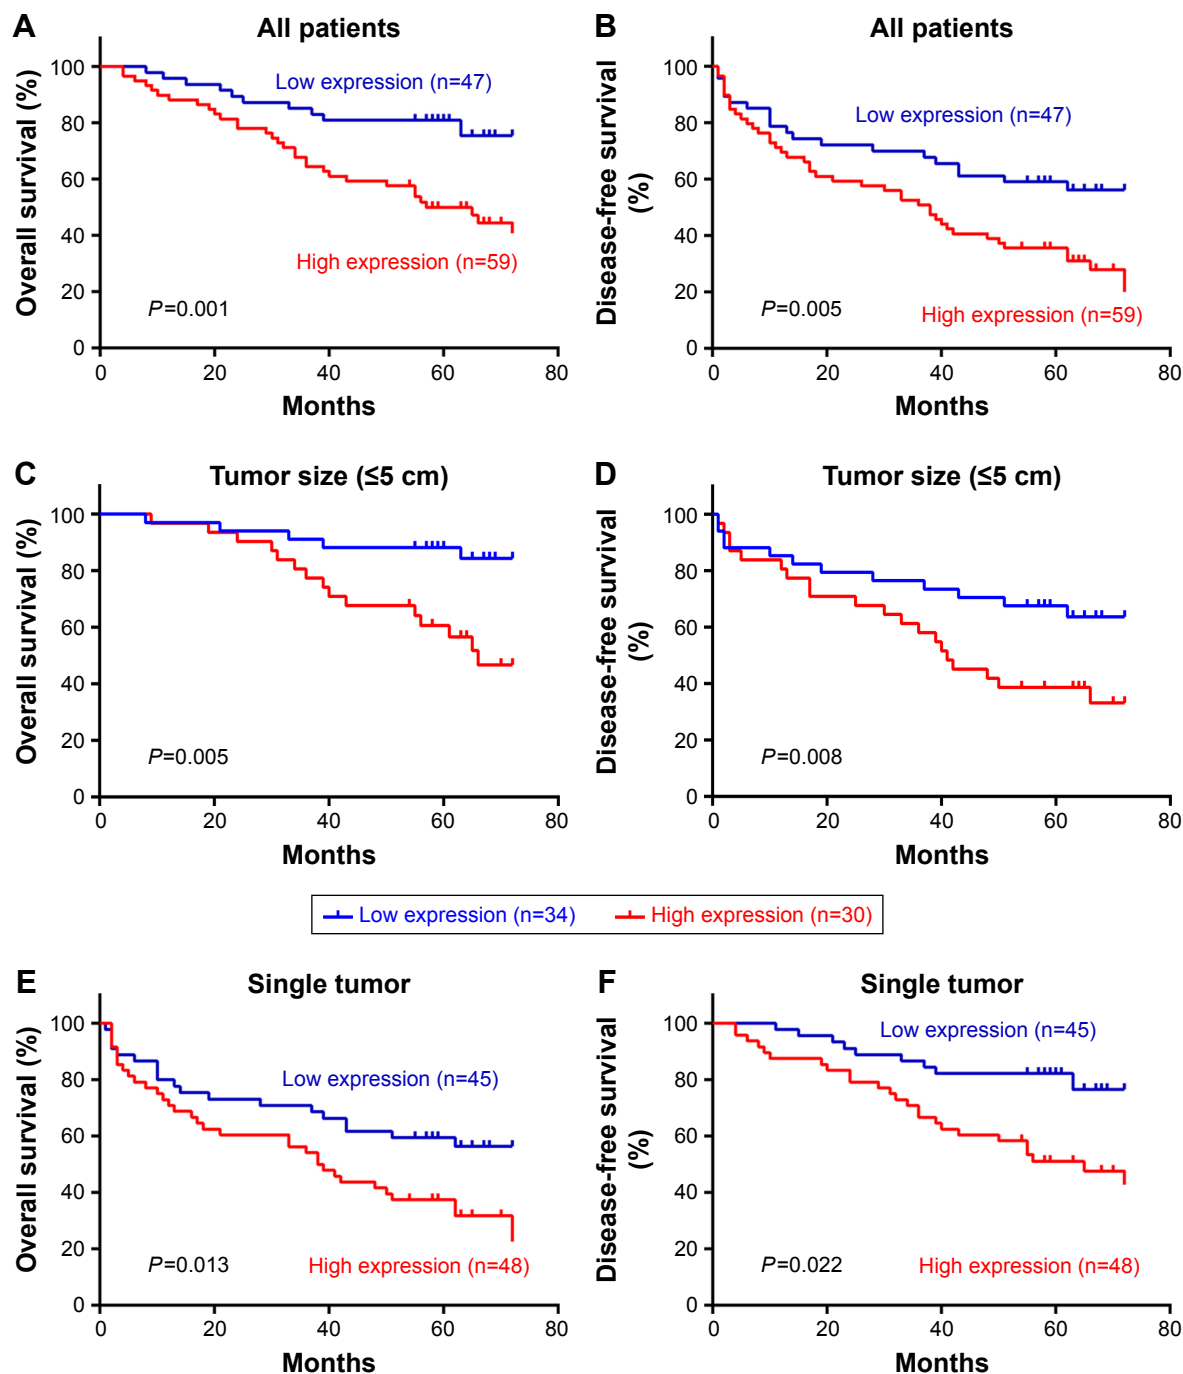 A
All patients
Overall survival (%)
100
80
60
40
20
0
Low expression (n=47)
High expression (n=59)
P=0.001
0 20 40 60 80
Months
B
All patients
Disease-free survival
(%)
100
80
60
40
20
0
Low expression (n=47)
High expression (n=59)
P=0.005
0 20 40 60 80
Months
C
Tumor size (≤5 cm)
Overall survival (%)
100
80
60
40
20
0
P=0.005
0 20 40 60 80
Months
D
Tumor size (≤5 cm)
Disease-free survival
(%)
100
80
60
40
20
0
P=0.008
0 20 40 60 80
Months
Low expression (n=34) High expression (n=30)
E
Single tumor
Overall survival (%)
100
80
60
40
20
0
Low expression (n=45)
High expression (n=48)
P=0.013
0 20 40 60 80
Months
F
Single tumor
Disease-free survival
(%)
100
80
60
40
20
0
Low expression (n=45)
High expression (n=48)
P=0.022
0 20 40 60 80
Months